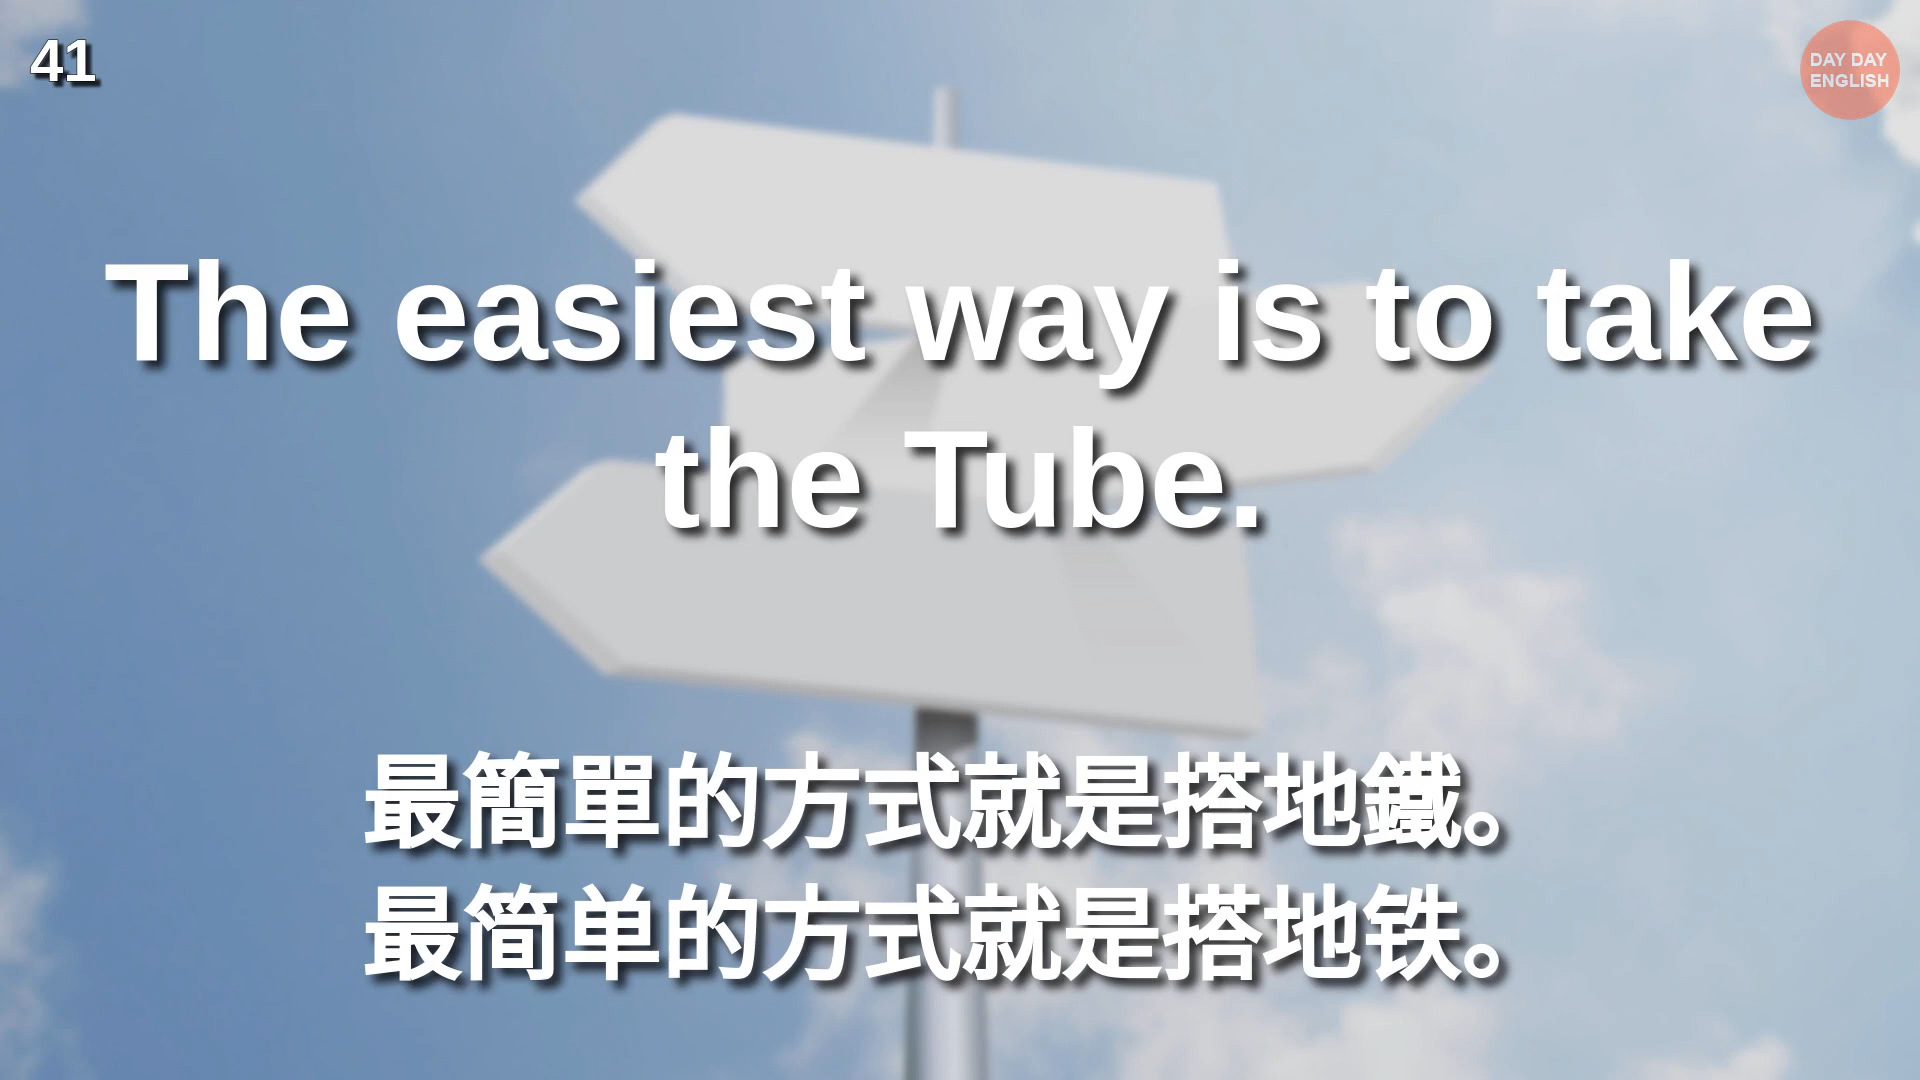 41
DAY DAY
ENGLISH
The easiest way is to take
the Tube.
最簡單的方式就是搭地鐵。
最简单的方式就是搭地铁。